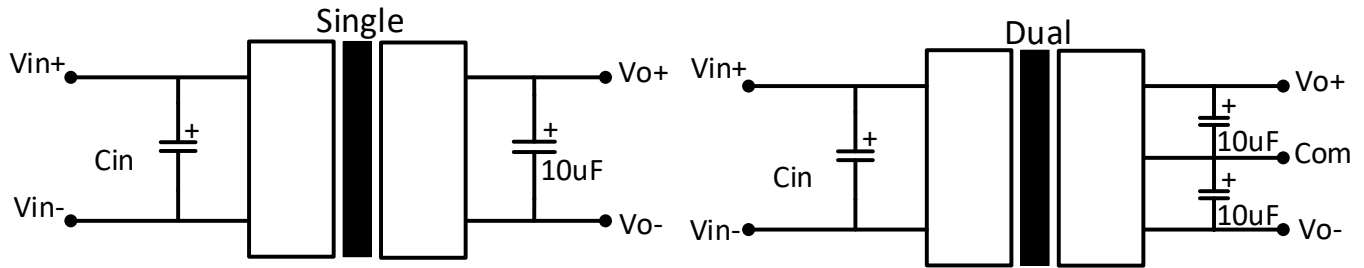 Single
Vin+
Vo+
+
+
Cin
10uF
Vin-
Vo-
Dual
Vin+
Vo+
+
+
10uF
Com
Cin
+
10uF
Vin-
Vo-